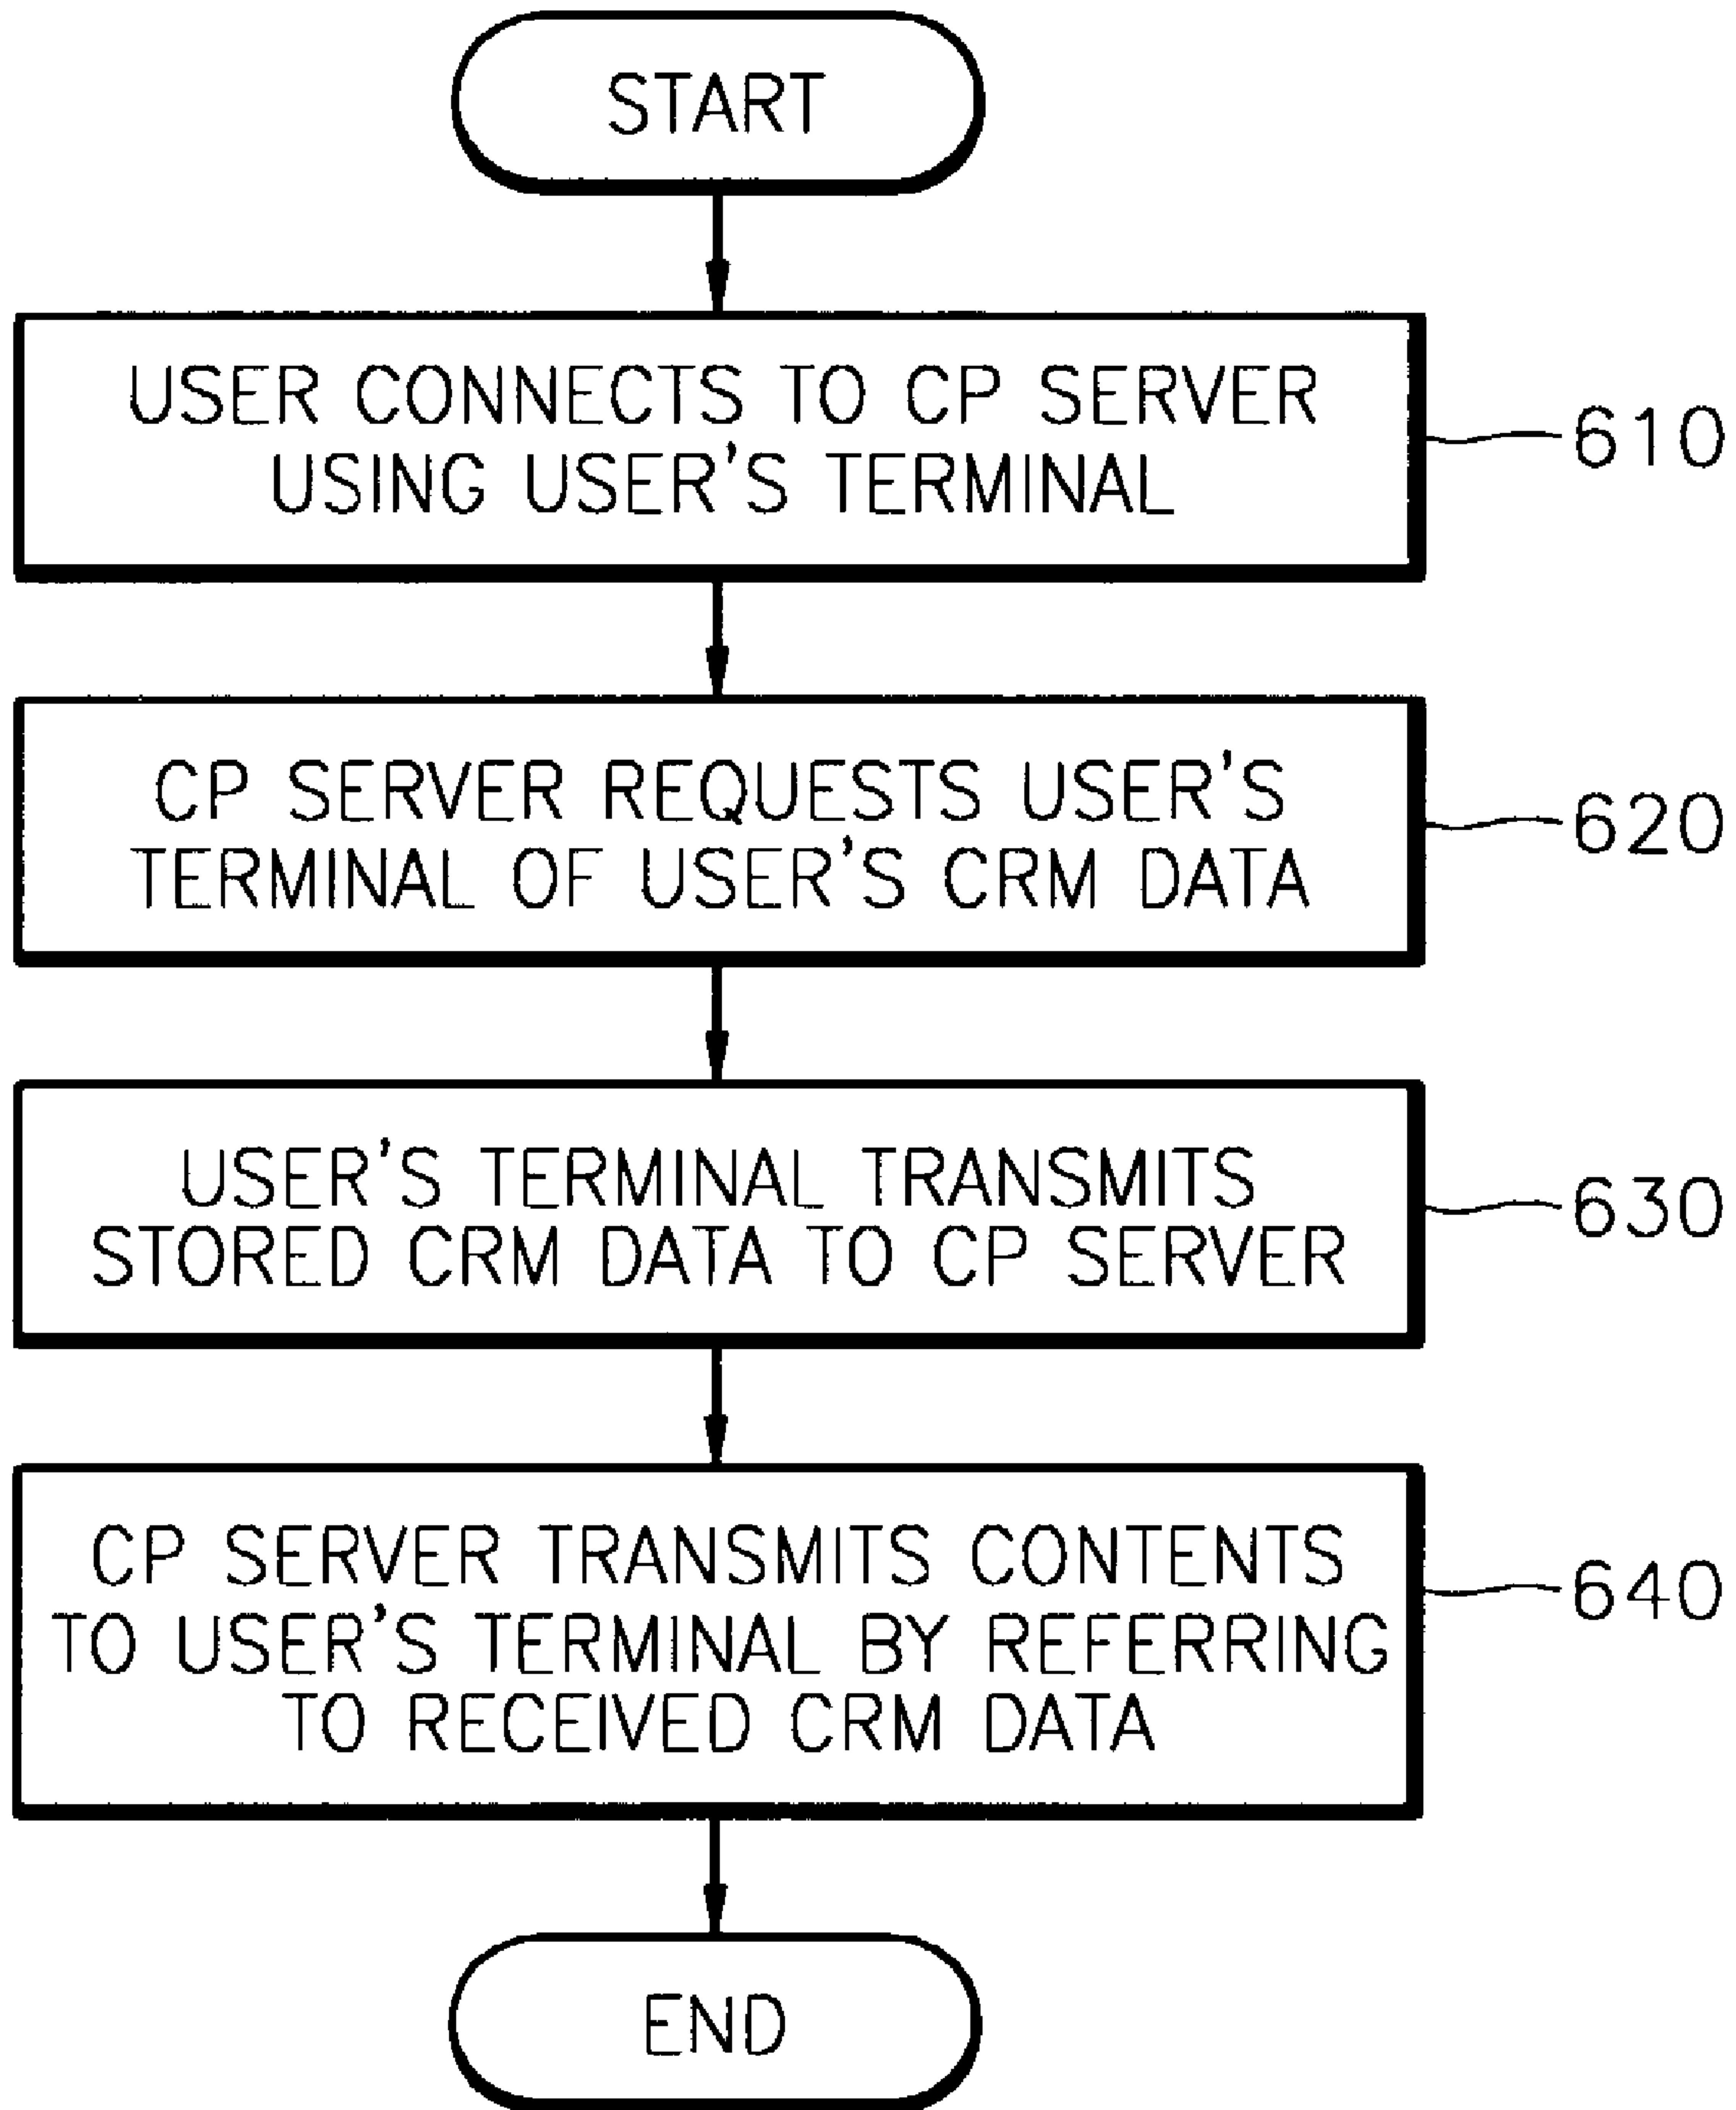 START
USER CONNECTS TO CP SERVER
USING USER'S TERMINAL
610
CP SERVER REQUESTS USER'S
TERMINAL OF USER'S CRM DATA
620
USER'S TERMINAL TRANSMITS
STORED CRM DATA TO CP SERVER
630
CP SERVER TRANSMITS CONTENTS
TO USER'S TERMINAL BY REFERRING
TO RECEIVED CRM DATA
640
END